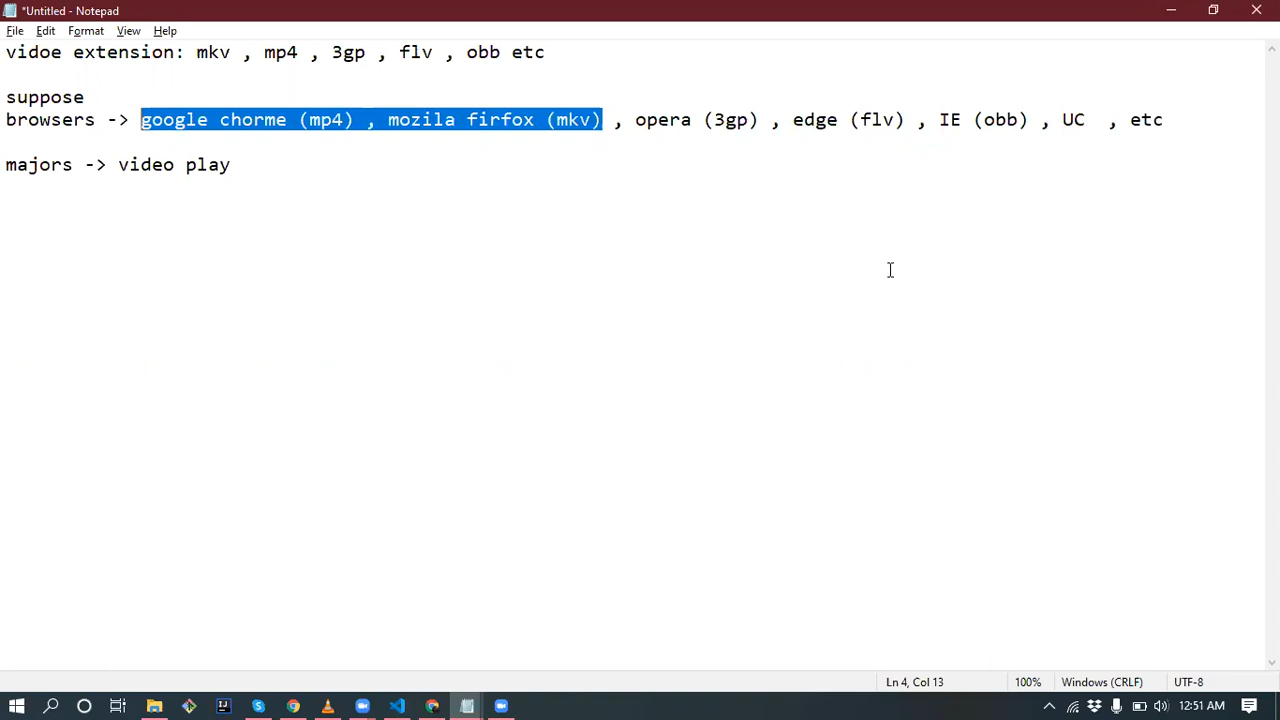 *Untitled - Notepad
File Edit Format View Help
vidoe extension: mkv , mp4 , 3gp , flv , obb etc
suppose
browsers -> google chorme (mp4) , mozila firfox (mkv) , opera (3gp) , edge (flv) , IE (obb) , UC  , etc
majors -> video play
Ln 4, Col 13 100% Windows (CRLF) UTF-8
12:51 AM